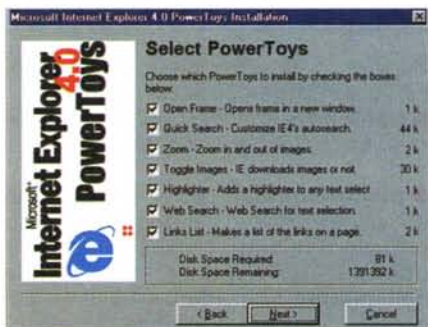 Microsoft Internet Explorer 4.0 PowerToys Installation
Microsoft
Internet Explorer
4.0
PowerToys
Select PowerToys
Choose which PowerToys to install by checking the boxes
below.
Open Frame - Opens frame in a new window. 1 k
Quick Search - Customize IE4's autosearch. 44 k
Zoom - Zoom in and out of images. 2 k
Toggle Images - IE downloads images or not. 30 k
Highlighter - Adds a highlighter to any text select 1 k
Web Search - Web Search for text selection. 1 k
Links List - Makes a list of the links on a page. 2 k
Disk Space Required: 81 k
Disk Space Remaining: 1391392 k
< Back
Next >
Cancel